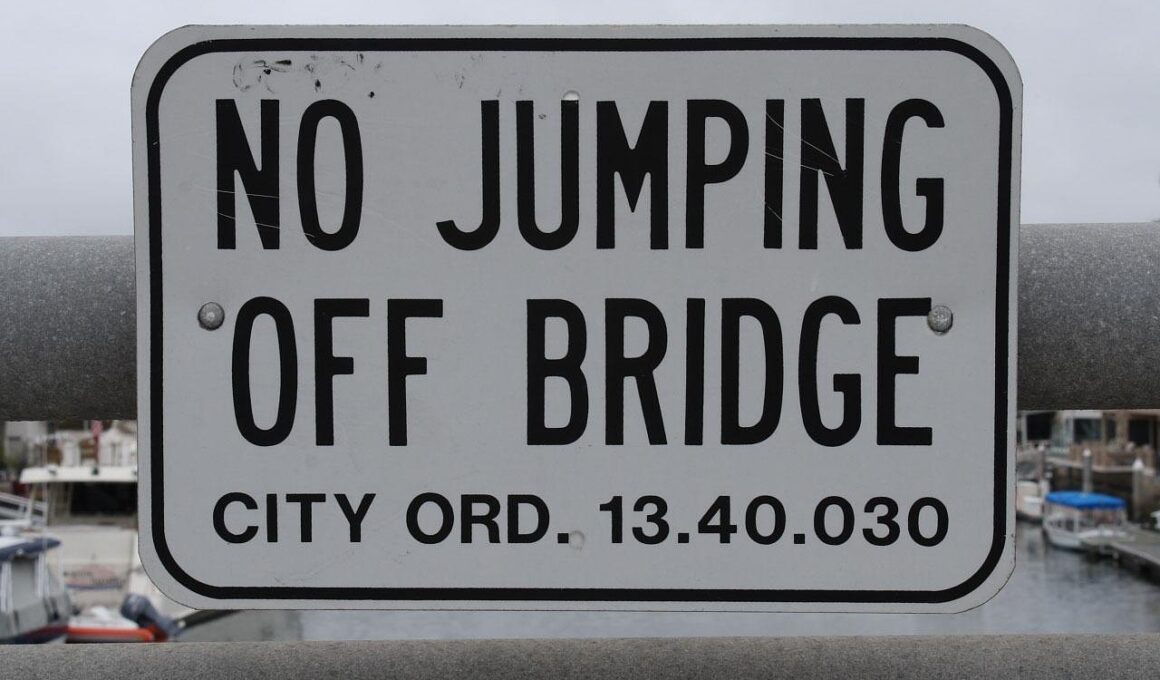 NO JUMPING
OFF BRIDGE
CITY ORD. 13.40.030